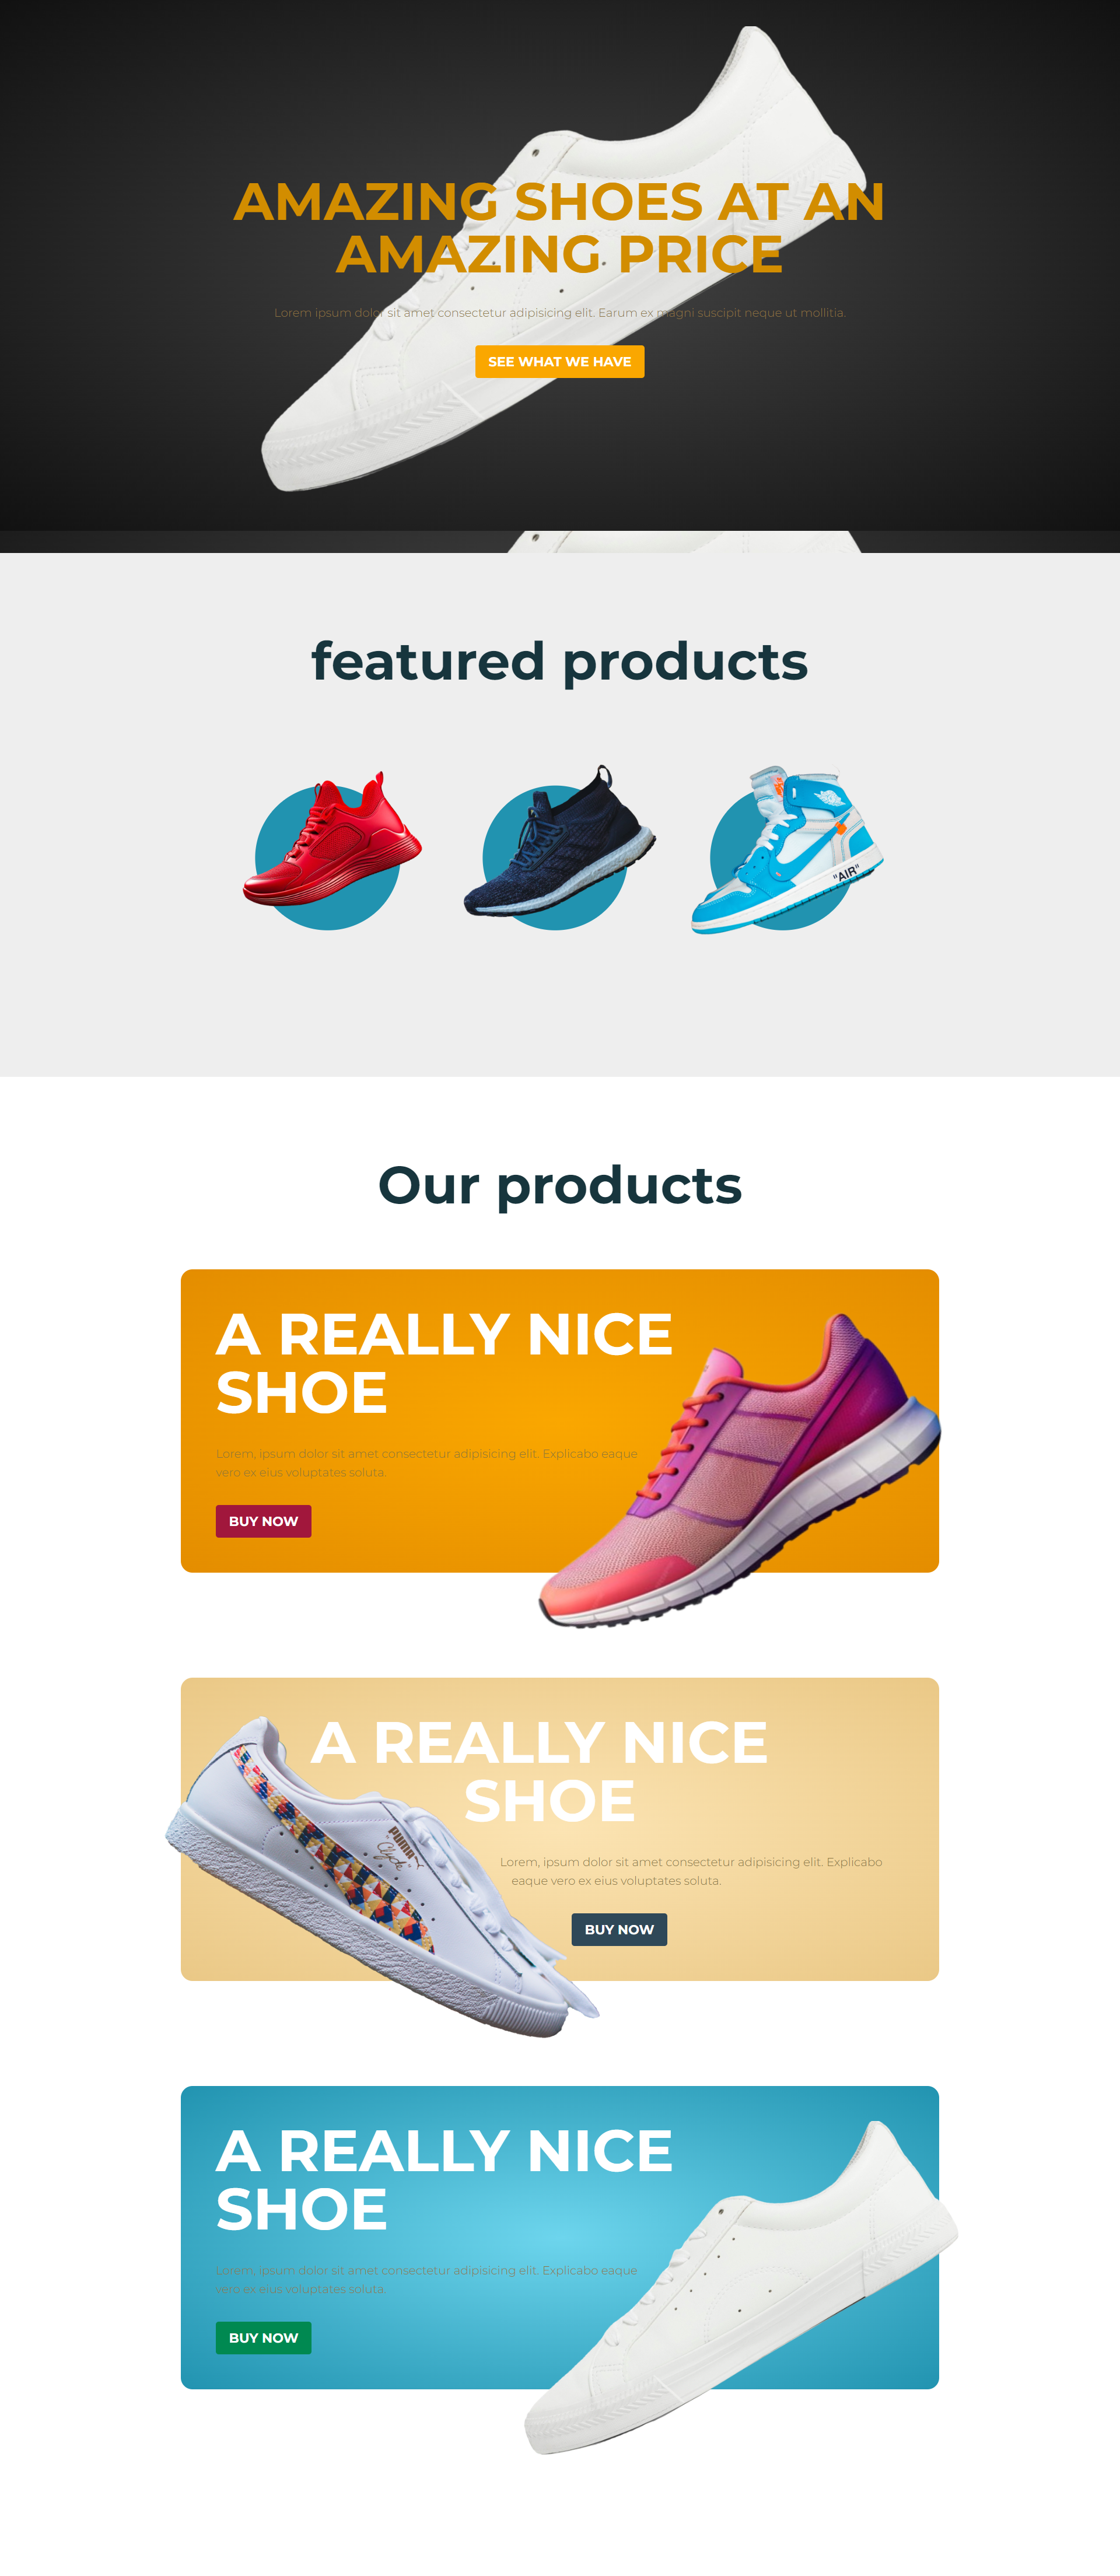 AMAZING SHOES AT AN
AMAZING PRICE
Lorem ipsum dolor sit amet consectetur adipisicing elit. Earum ex magni suscipit neque ut mollitia.
SEE WHAT WE HAVE
featured products
"AIR"
Our products
A REALLY NICE
SHOE
Lorem, ipsum dolor sit amet consectetur adipisicing elit. Explicabo eaque
vero ex eius voluptates soluta.
BUY NOW
A REALLY NICE
SHOE
PUMA
Clyde
Lorem, ipsum dolor sit amet consectetur adipisicing elit. Explicabo
eaque vero ex eius voluptates soluta.
BUY NOW
A REALLY NICE
SHOE
Lorem, ipsum dolor sit amet consectetur adipisicing elit. Explicabo eaque
vero ex eius voluptates soluta.
BUY NOW